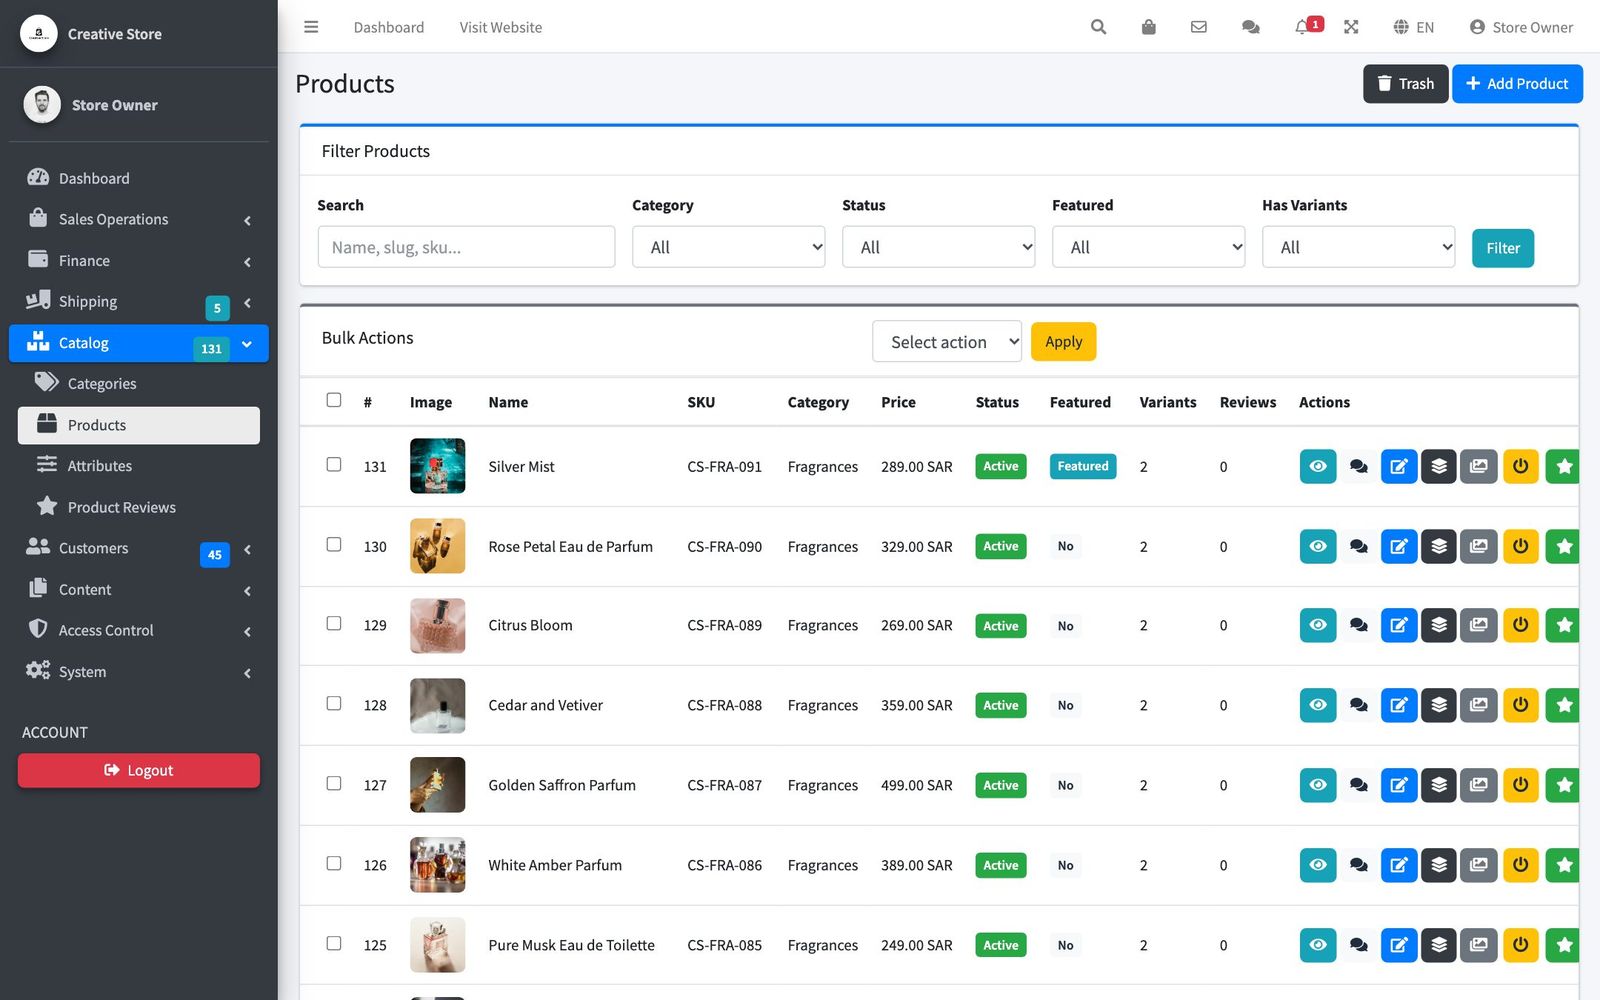 Creative Store
Store Owner
Dashboard
Sales Operations
Finance
Shipping 5
Catalog 131
Categories
Products
Attributes
Product Reviews
Customers 45
Content
Access Control
System
ACCOUNT
Logout
Dashboard Visit Website 1 EN Store Owner
Products Trash Add Product
Filter Products
Search Category Status Featured Has Variants
Name, slug, sku... All All All All Filter
Bulk Actions Select action Apply
# Image Name SKU Category Price Status Featured Variants Reviews Actions
131 Silver Mist CS-FRA-091 Fragrances 289.00 SAR Active Featured 2 0
130 Rose Petal Eau de Parfum CS-FRA-090 Fragrances 329.00 SAR Active No 2 0
129 Citrus Bloom CS-FRA-089 Fragrances 269.00 SAR Active No 2 0
128 Cedar and Vetiver CS-FRA-088 Fragrances 359.00 SAR Active No 2 0
127 Golden Saffron Parfum CS-FRA-087 Fragrances 499.00 SAR Active No 2 0
126 White Amber Parfum CS-FRA-086 Fragrances 389.00 SAR Active No 2 0
125 Pure Musk Eau de Toilette CS-FRA-085 Fragrances 249.00 SAR Active No 2 0